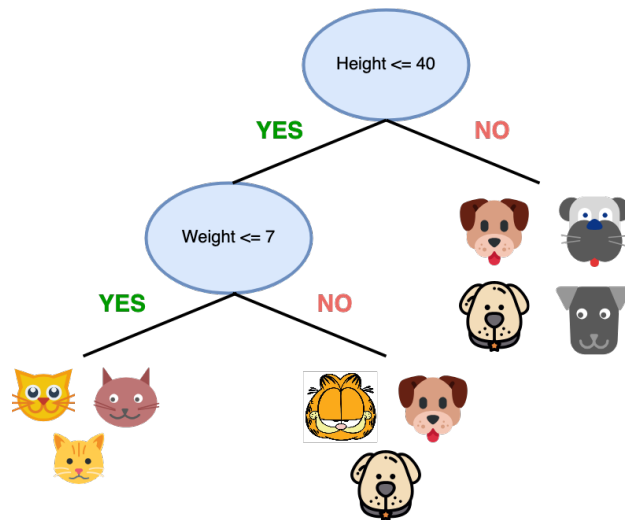 Height <= 40
YES
NO
Weight <= 7
YES
NO